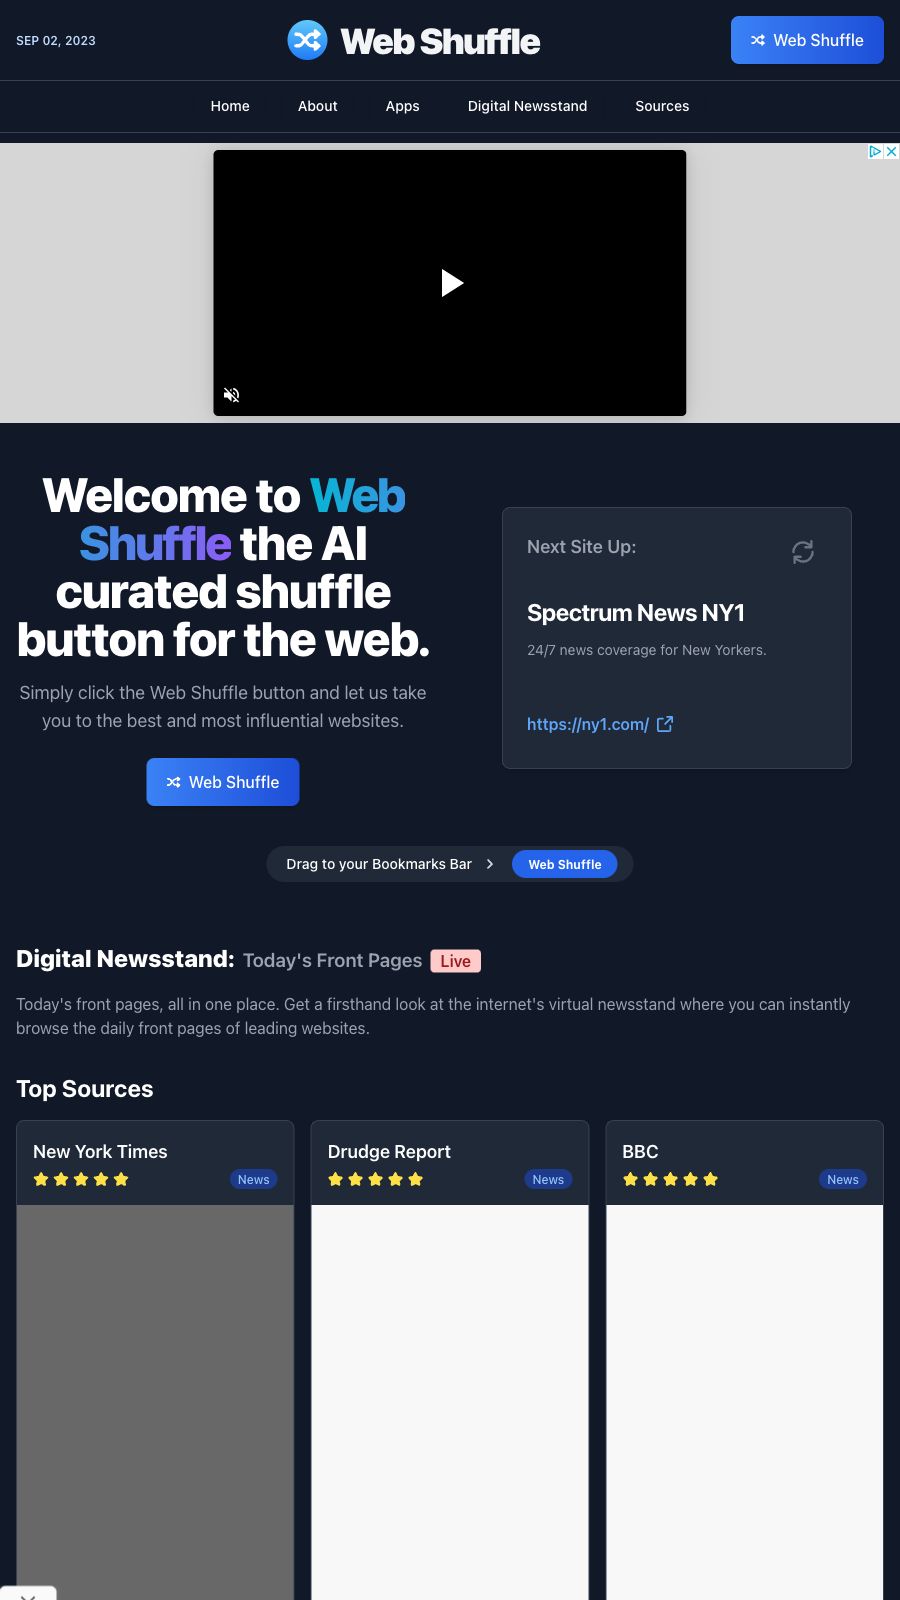 SEP 02, 2023
Web Shuffle
Web Shuffle
Home About Apps Digital Newsstand Sources
Welcome to Web
Shuffle the AI
curated shuffle
button for the web.
Simply click the Web Shuffle button and let us take
you to the best and most influential websites.
Web Shuffle
Next Site Up:
Spectrum News NY1
24/7 news coverage for New Yorkers.
https://ny1.com/
Drag to your Bookmarks Bar
Web Shuffle
Digital Newsstand: Today's Front Pages Live
Today's front pages, all in one place. Get a firsthand look at the internet's virtual newsstand where you can instantly
browse the daily front pages of leading websites.
Top Sources
New York Times
News
Drudge Report
News
BBC
News